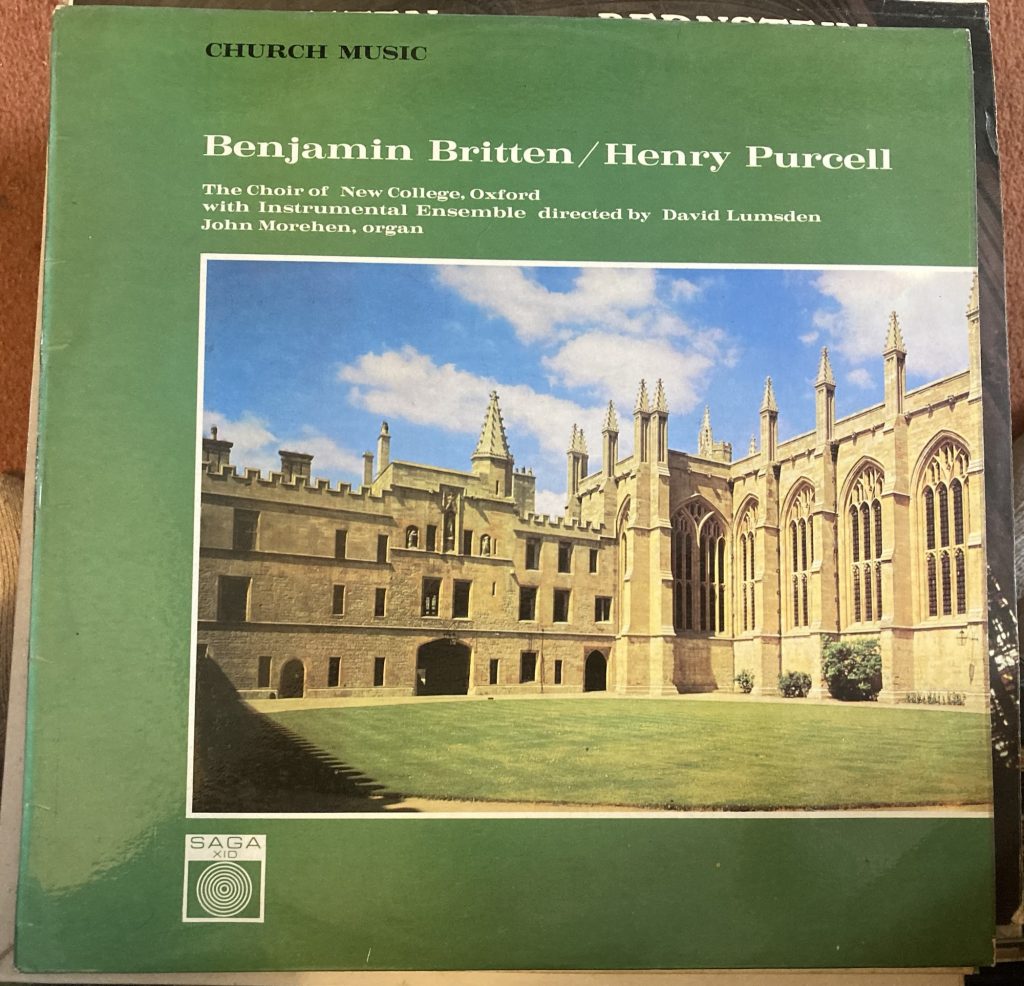 BERNSTEIN
CHURCH MUSIC
Benjamin Britten/Henry Purcell
The Choir of New College, Oxford
with Instrumental Ensemble directed by David Lumsden
John Morehen, organ
SAGA
XID